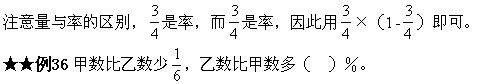 注意量与率的区别，3/4是率，而3/4是率，因此用3/4×（1-3/4）即可。
★★例36 甲数比乙数少1/6，乙数比甲数多（  ）%。